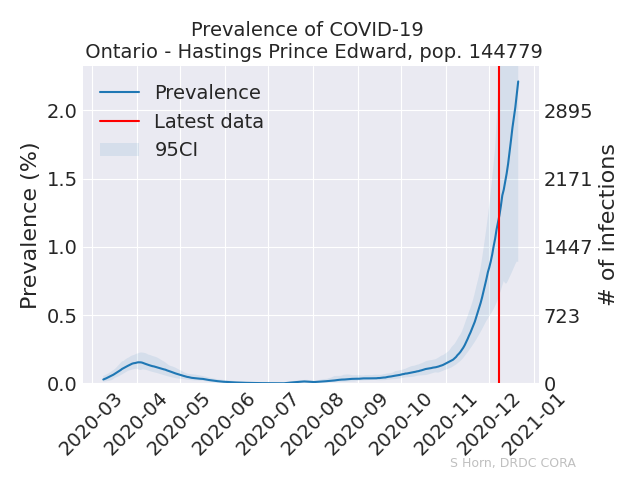 Prevalence of COVID-19
Ontario - Hastings Prince Edward, pop. 144779
Prevalence
Latest data
95CI
Prevalence (%)
2.0
1.5
1.0
0.5
0.0
2895
2171
1447
723
0
# of infections
2020-03
2020-04
2020-05
2020-06
2020-07
2020-08
2020-09
2020-10
2020-11
2020-12
2021-01
S Horn, DRDC CORA